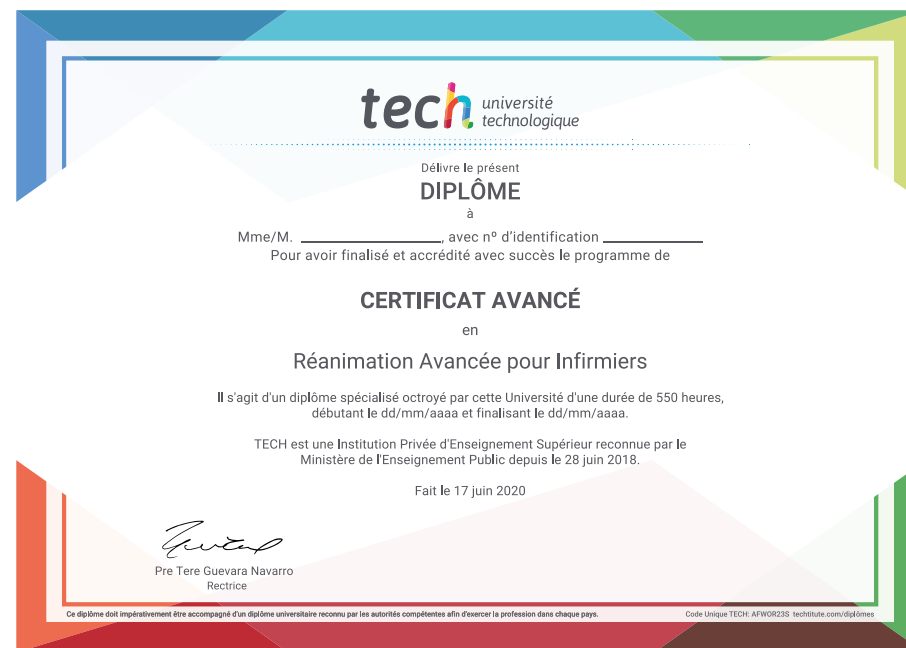 tech université
technologique
Délivre le présent
DIPLÔME
à
Mme/M. ____________________, avec nº d'identification ______________
Pour avoir finalisé et accrédité avec succès le programme de
CERTIFICAT AVANCÉ
en
Réanimation Avancée pour Infirmiers
Il s'agit d'un diplôme spécialisé octroyé par cette Université d'une durée de 550 heures,
débutant le dd/mm/aaaa et finalisant le dd/mm/aaaa.
TECH est une Institution Privée d'Enseignement Supérieur reconnue par le
Ministère de l'Enseignement Public depuis le 28 juin 2018.
Fait le 17 juin 2020
Pre Tere Guevara Navarro
Rectrice
Ce diplôme doit impérativement être accompagné d'un diplôme universitaire reconnu par les autorités compétentes afin d'exercer la profession dans chaque pays.
Code Unique TECH: AFWOR23S techtitute.com/diplômes